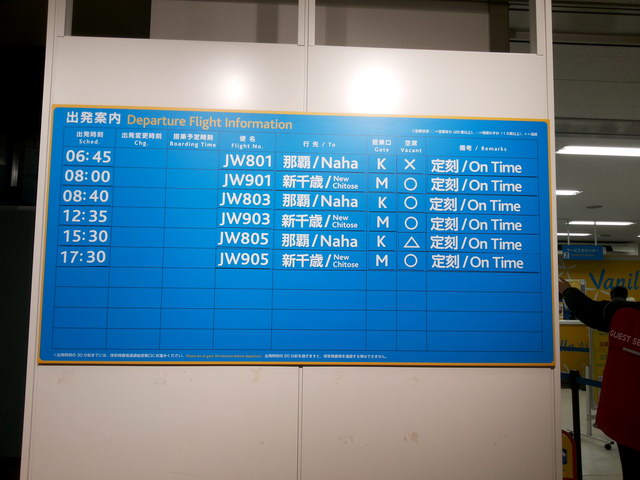 出発案内 Departure Flight Information
出発時刻 Sched. 出発変更時刻 Chg. 搭乗予定時刻 Boarding Time 便名 Flight No. 行先 / To 搭乗口 Gate 空席 Vacant 備考 / Remarks
06:45 JW801 那覇/Naha K × 定刻/On Time
08:00 JW901 新千歳/New Chitose M ○ 定刻/On Time
08:40 JW803 那覇/Naha K ○ 定刻/On Time
12:35 JW903 新千歳/New Chitose M ○ 定刻/On Time
15:30 JW805 那覇/Naha K △ 定刻/On Time
17:30 JW905 新千歳/New Chitose M ○ 定刻/On Time
Vanil
GUEST SE